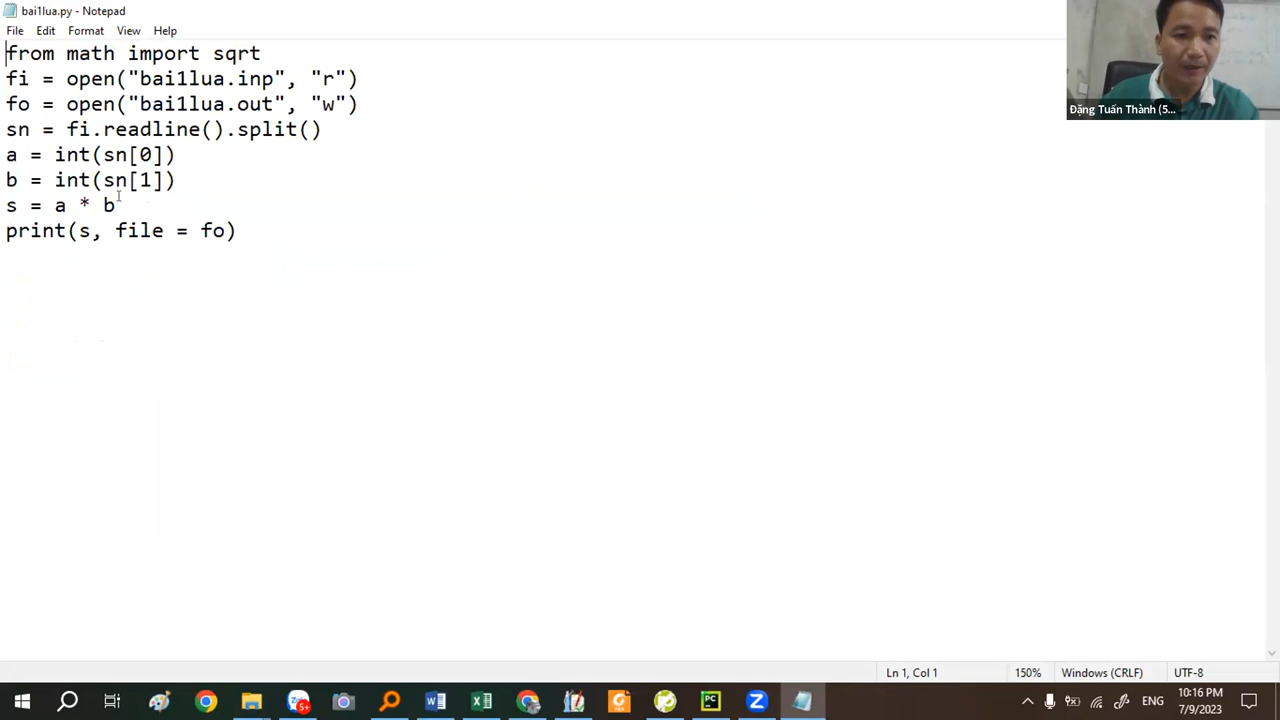 bai1lua.py - Notepad
File Edit Format View Help
from math import sqrt
fi = open("bai1lua.inp", "r")
fo = open("bai1lua.out", "w")
sn = fi.readline().split()
a = int(sn[0])
b = int(sn[1])
s = a * b
print(s, file = fo)
Đặng Tuấn Thành (5...
Ln 1, Col 1 150% Windows (CRLF) UTF-8
5+
W
X
PC
Z
ENG
10:16 PM
7/9/2023